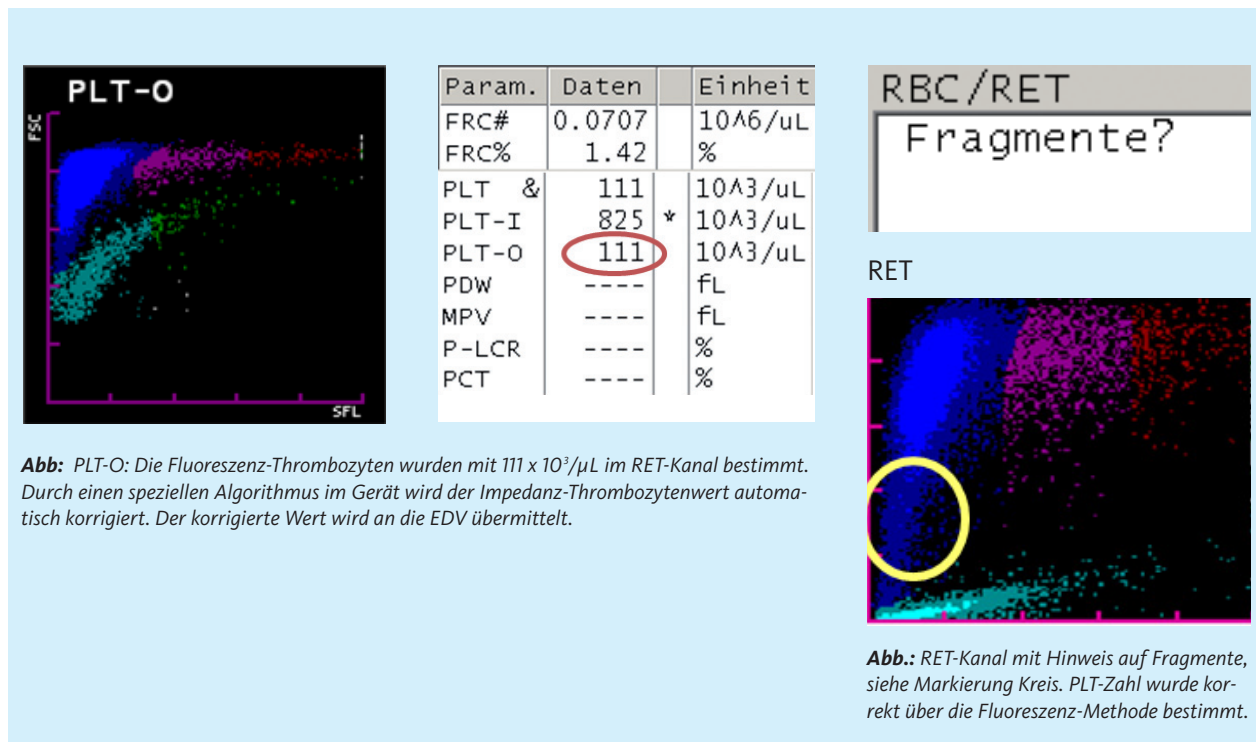 PLT-O
FSC
SFL
Param. Daten Einheit
FRC# 0.0707 10^6/uL
FRC% 1.42 %
PLT & 111 10^3/uL
PLT-I 825 * 10^3/uL
PLT-O 111 10^3/uL
PDW ---- fL
MPV ---- fL
P-LCR ---- %
PCT ---- %
Abb: PLT-O: Die Fluoreszenz-Thrombozyten wurden mit 111 x 10³/µL im RET-Kanal bestimmt.
Durch einen speziellen Algorithmus im Gerät wird der Impedanz-Thrombozytenwert automa-
tisch korrigiert. Der korrigierte Wert wird an die EDV übermittelt.
RBC/RET
Fragmente?
RET
Abb.: RET-Kanal mit Hinweis auf Fragmente,
siehe Markierung Kreis. PLT-Zahl wurde kor-
rekt über die Fluoreszenz-Methode bestimmt.